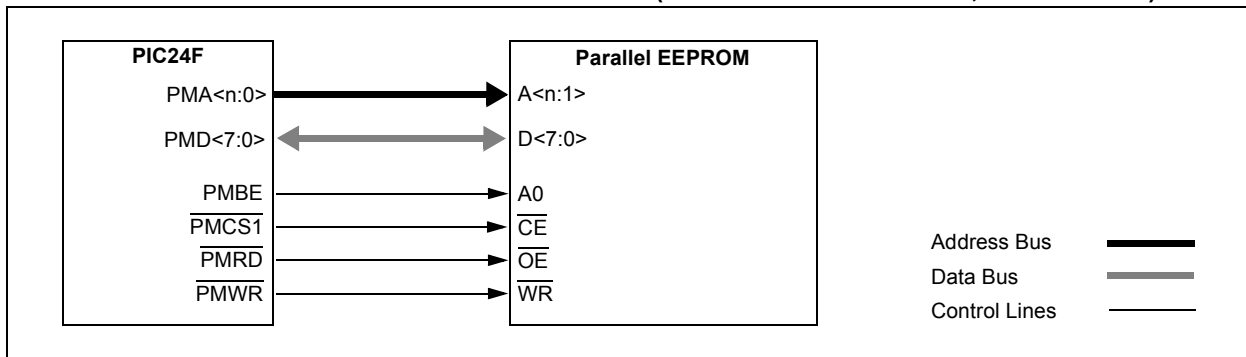 PIC24F
Parallel EEPROM
PMA<n:0>
A<n:1>
PMD<7:0>
D<7:0>
PMBE
A0
PMCS1
CE
PMRD
OE
PMWR
WR
Address Bus
Data Bus
Control Lines